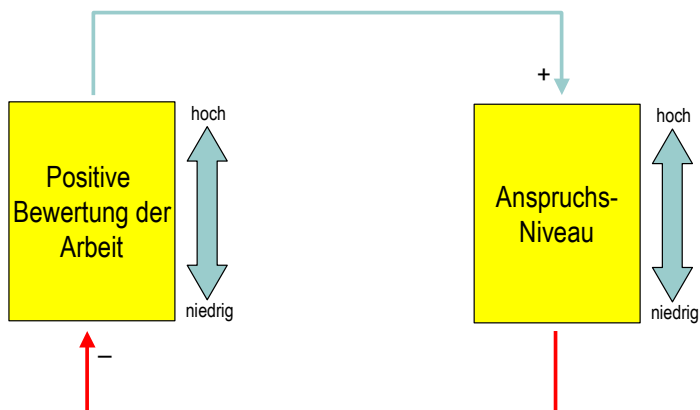 +
hoch
Positive
Bewertung der
Arbeit
niedrig
–
hoch
Anspruchs-
Niveau
niedrig